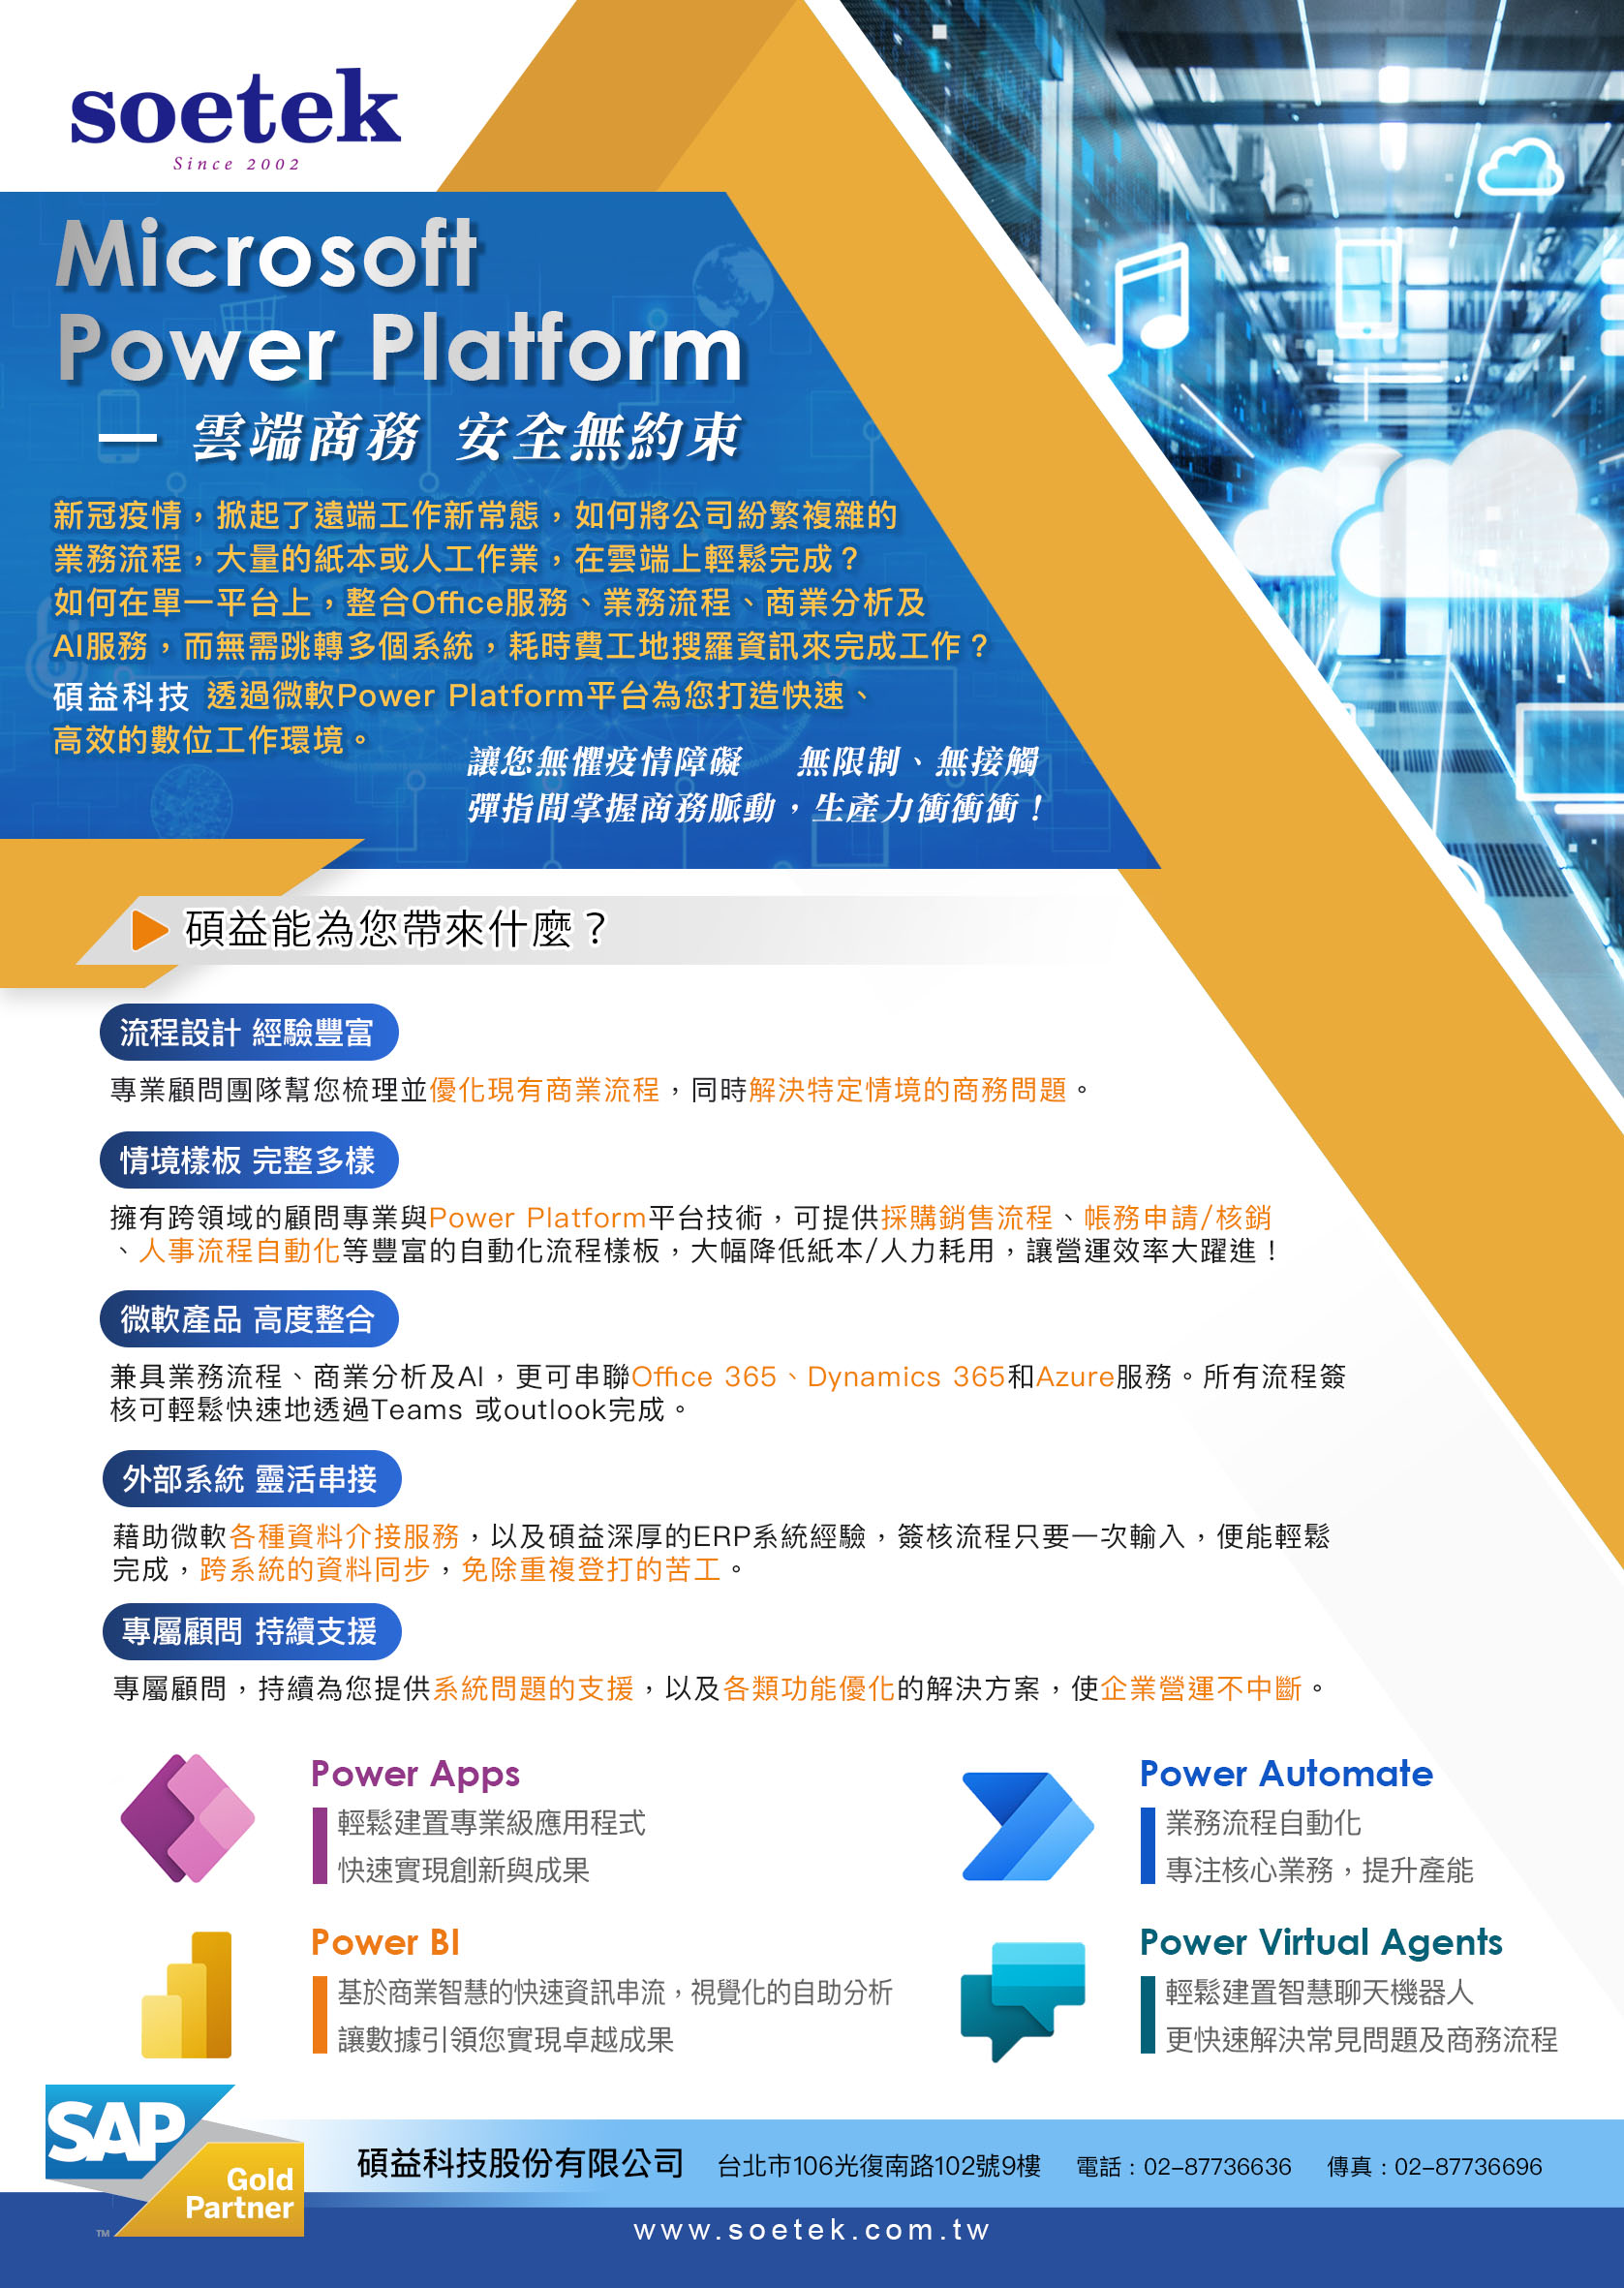 soetek
Since 2002
Microsoft
Power Platform
— 雲端商務 安全無約束
新冠疫情，掀起了遠端工作新常態，如何將公司紛繁複雜的
業務流程，大量的紙本或人工作業，在雲端上輕鬆完成？
如何在單一平台上，整合Office服務、業務流程、商業分析及
AI服務，而無需跳轉多個系統，耗時費工地搜羅資訊來完成工作？
碩益科技 透過微軟Power Platform平台為您打造快速、
高效的數位工作環境。
讓您無懼疫情障礙 無限制、無接觸
彈指間掌握商務脈動，生產力衝衝衝！
碩益能為您帶來什麼？
流程設計 經驗豐富
專業顧問團隊幫您梳理並優化現有商業流程，同時解決特定情境的商務問題。
情境樣板 完整多樣
擁有跨領域的顧問專業與Power Platform平台技術，可提供採購銷售流程、帳務申請/核銷
、人事流程自動化等豐富的自動化流程樣板，大幅降低紙本/人力耗用，讓營運效率大躍進！
微軟產品 高度整合
兼具業務流程、商業分析及AI，更可串聯Office 365、Dynamics 365和Azure服務。所有流程簽
核可輕鬆快速地透過Teams 或outlook完成。
外部系統 靈活串接
藉助微軟各種資料介接服務，以及碩益深厚的ERP系統經驗，簽核流程只要一次輸入，便能輕鬆
完成，跨系統的資料同步，免除重複登打的苦工。
專屬顧問 持續支援
專屬顧問，持續為您提供系統問題的支援，以及各類功能優化的解決方案，使企業營運不中斷。
Power Apps
輕鬆建置專業級應用程式
快速實現創新與成果
Power Automate
業務流程自動化
專注核心業務，提升產能
Power BI
基於商業智慧的快速資訊串流，視覺化的自助分析
讓數據引領您實現卓越成果
Power Virtual Agents
輕鬆建置智慧聊天機器人
更快速解決常見問題及商務流程
SAP
Gold
Partner
TM
碩益科技股份有限公司 台北市106光復南路102號9樓 電話：02-87736636 傳真：02-87736696
www.soetek.com.tw